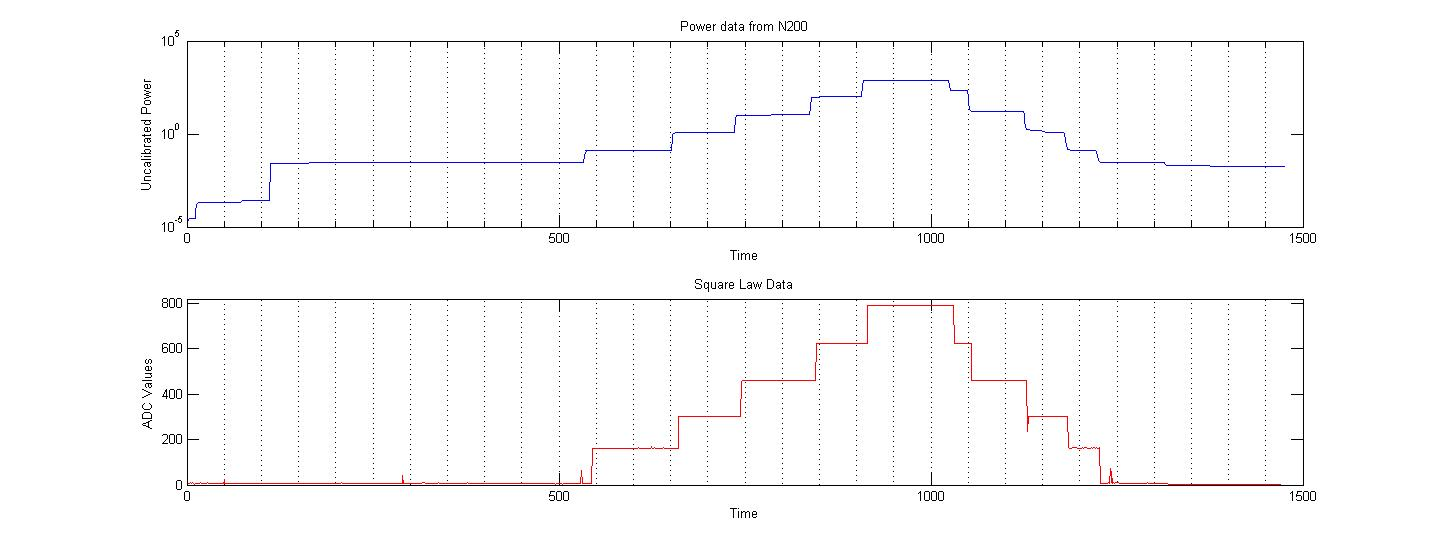 Power data from N200
10^5
10^0
10^-5
Uncalibrated Power
0 500 1000 1500
Time
Square Law Data
800
600
400
200
0
ADC Values
0 500 1000 1500
Time